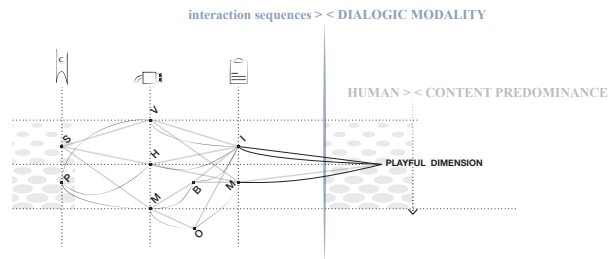 interaction sequences > < DIALOGIC MODALITY
C
HUMAN > < CONTENT PREDOMINANCE
V
S
I
H
PLAYFUL DIMENSION
P
B
M
M
O